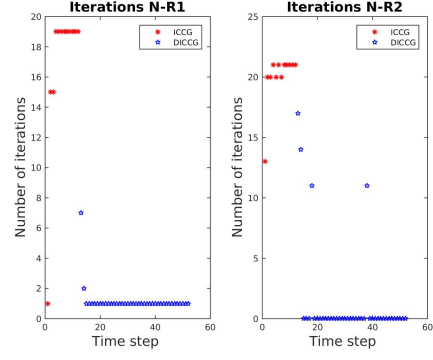 Iterations N-R1
20
18
16
14
12
10
8
6
4
2
0
0
20
40
60
Number of iterations
Time step
ICCG
DICCG
Iterations N-R2
25
20
15
10
5
0
0
20
40
60
Number of iterations
Time step
ICCG
DICCG